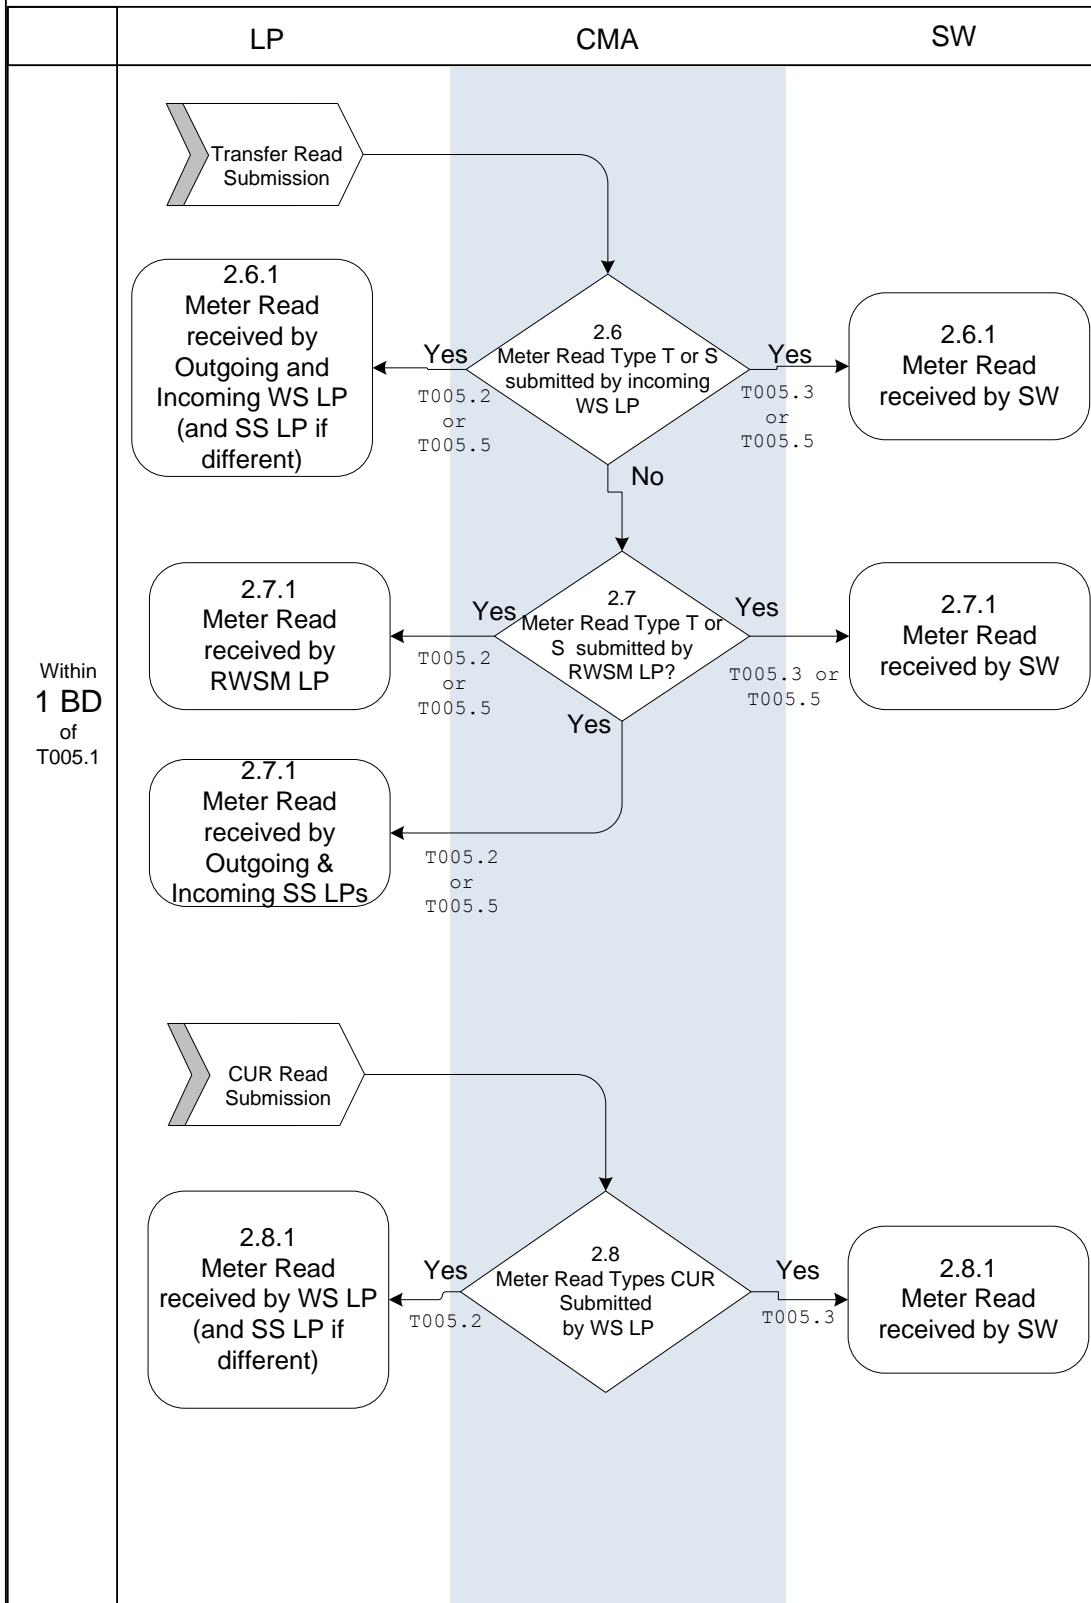 LP
CMA
SW
Transfer Read
Submission
2.6.1
Meter Read
received by
Outgoing and
Incoming WS LP
(and SS LP if
different)
Yes
T005.2
or
T005.5
2.6
Meter Read Type T or S
submitted by incoming
WS LP
Yes
T005.3
or
T005.5
2.6.1
Meter Read
received by SW
No
Within
1 BD
of
T005.1
2.7.1
Meter Read
received by
RWSM LP
Yes
T005.2
or
T005.5
2.7
Meter Read Type T or
S submitted by
RWSM LP?
Yes
T005.3 or
T005.5
2.7.1
Meter Read
received by SW
Yes
2.7.1
Meter Read
received by
Outgoing &
Incoming SS LPs
T005.2
or
T005.5
CUR Read
Submission
2.8.1
Meter Read
received by WS LP
(and SS LP if
different)
Yes
T005.2
2.8
Meter Read Types CUR
Submitted
by WS LP
Yes
T005.3
2.8.1
Meter Read
received by SW